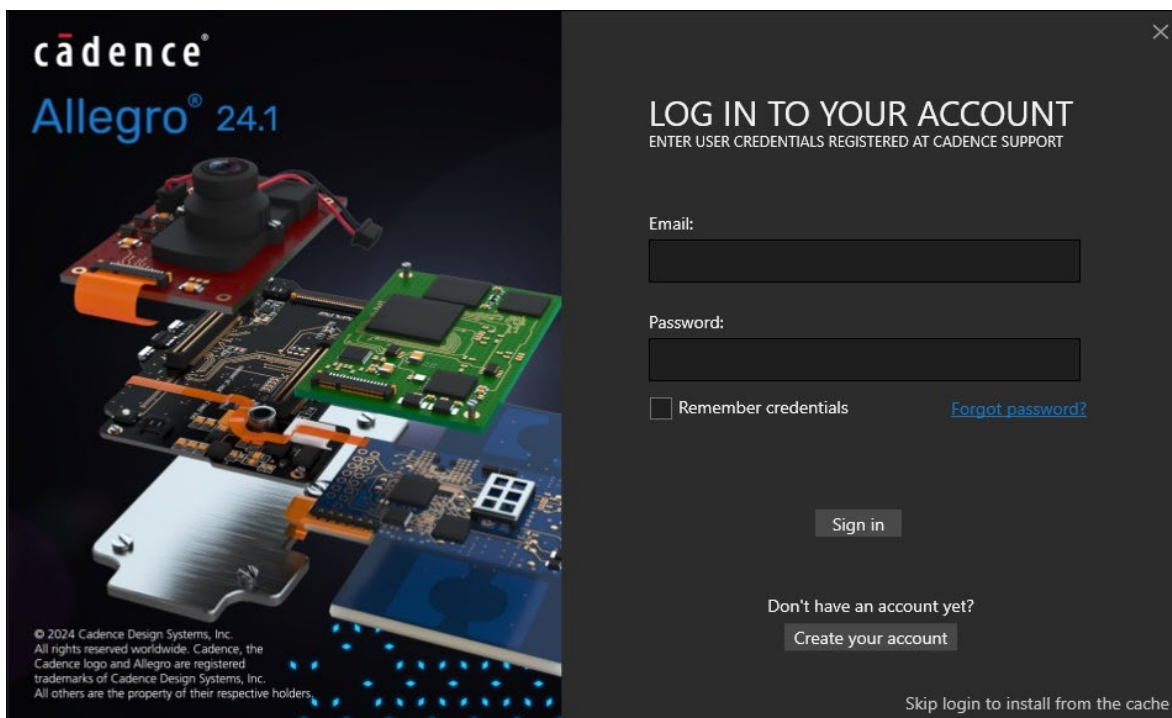 cādence®
Allegro® 24.1
© 2024 Cadence Design Systems, Inc.
All rights reserved worldwide. Cadence, the
Cadence logo and Allegro are registered
trademarks of Cadence Design Systems, Inc.
All others are the property of their respective holders.
LOG IN TO YOUR ACCOUNT
ENTER USER CREDENTIALS REGISTERED AT CADENCE SUPPORT
Email:
Password:
Remember credentials
Forgot password?
Sign in
Don't have an account yet?
Create your account
Skip login to install from the cache